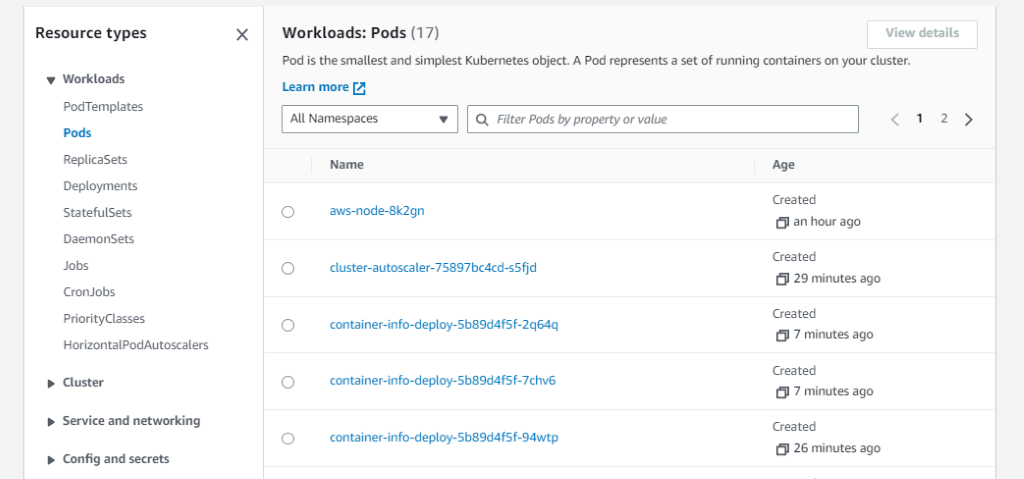 Resource types
Workloads
PodTemplates
Pods
ReplicaSets
Deployments
StatefulSets
DaemonSets
Jobs
CronJobs
PriorityClasses
HorizontalPodAutoscalers
Cluster
Service and networking
Config and secrets
Workloads: Pods (17)
View details
Pod is the smallest and simplest Kubernetes object. A Pod represents a set of running containers on your cluster.
Learn more
All Namespaces
Filter Pods by property or value
1 2
Name Age
aws-node-8k2gn
Created
an hour ago
cluster-autoscaler-75897bc4cd-s5fjd
Created
29 minutes ago
container-info-deploy-5b89d4f5f-2q64q
Created
7 minutes ago
container-info-deploy-5b89d4f5f-7chv6
Created
7 minutes ago
container-info-deploy-5b89d4f5f-94wtp
Created
26 minutes ago